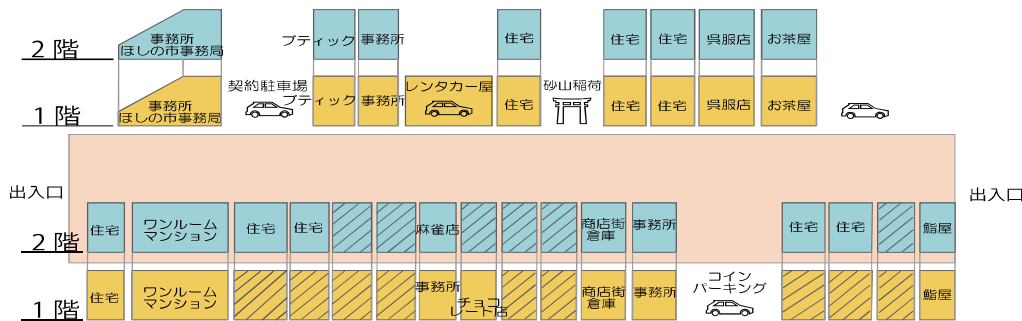 ２階
事務所
ほしの市事務局
ブティック
事務所
住宅
住宅
住宅
呉服店
お茶屋
１階
事務所
ほしの市事務局
契約駐車場
ブティック
事務所
レンタカー屋
住宅
砂山稲荷
住宅
住宅
呉服店
お茶屋
出入口
出入口
２階
住宅
ワンルーム
マンション
住宅
住宅
麻雀店
商店街
倉庫
事務所
住宅
住宅
鮨屋
１階
住宅
ワンルーム
マンション
事務所
チョコ
レート店
商店街
倉庫
事務所
コイン
パーキング
鮨屋